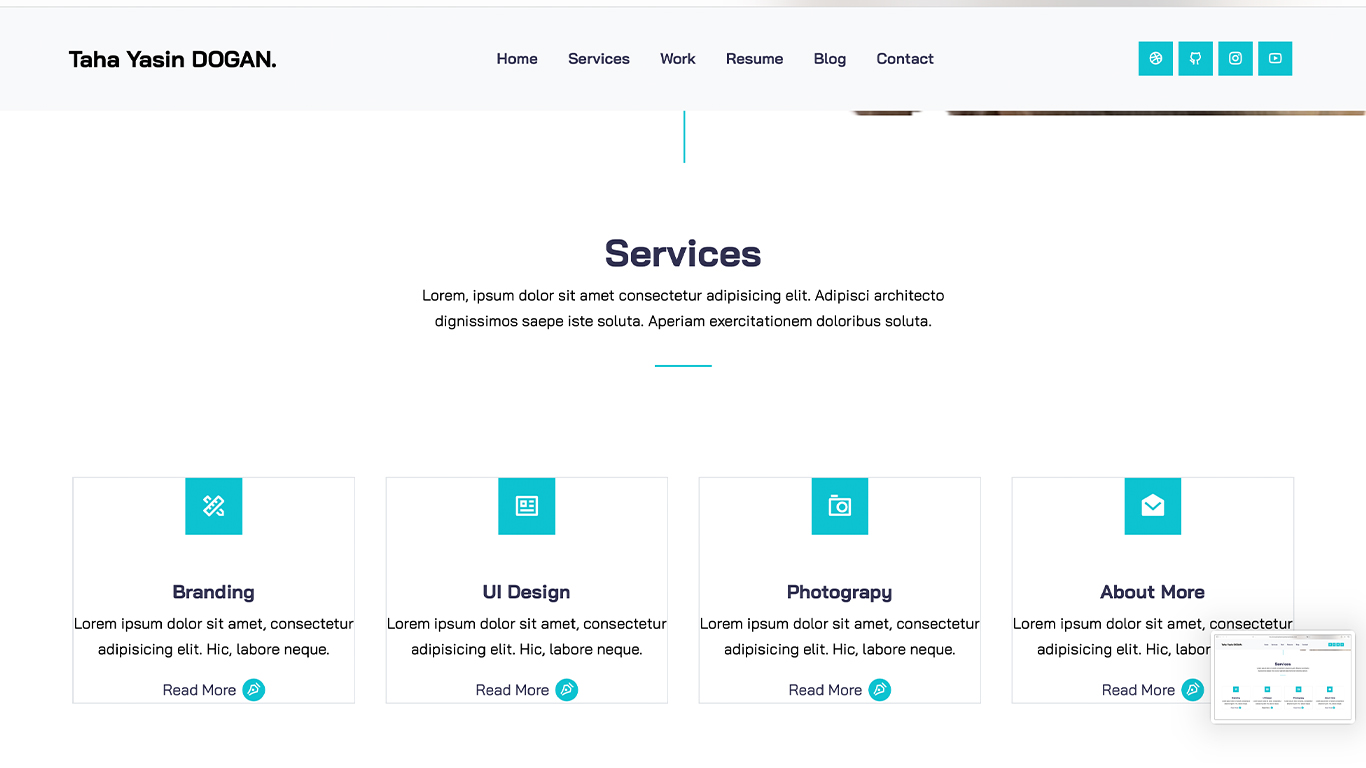 Taha Yasin DOGAN.
Home Services Work Resume Blog Contact
Services
Lorem, ipsum dolor sit amet consectetur adipisicing elit. Adipisci architecto
dignissimos saepe iste soluta. Aperiam exercitationem doloribus soluta.
Branding
Lorem ipsum dolor sit amet, consectetur
adipisicing elit. Hic, labore neque.
Read More
UI Design
Lorem ipsum dolor sit amet, consectetur
adipisicing elit. Hic, labore neque.
Read More
Photograpy
Lorem ipsum dolor sit amet, consectetur
adipisicing elit. Hic, labore neque.
Read More
About More
Lorem ipsum dolor sit amet, consectetur
adipisicing elit. Hic, labor
Read More
Taha Yasin DOGAN.
Services